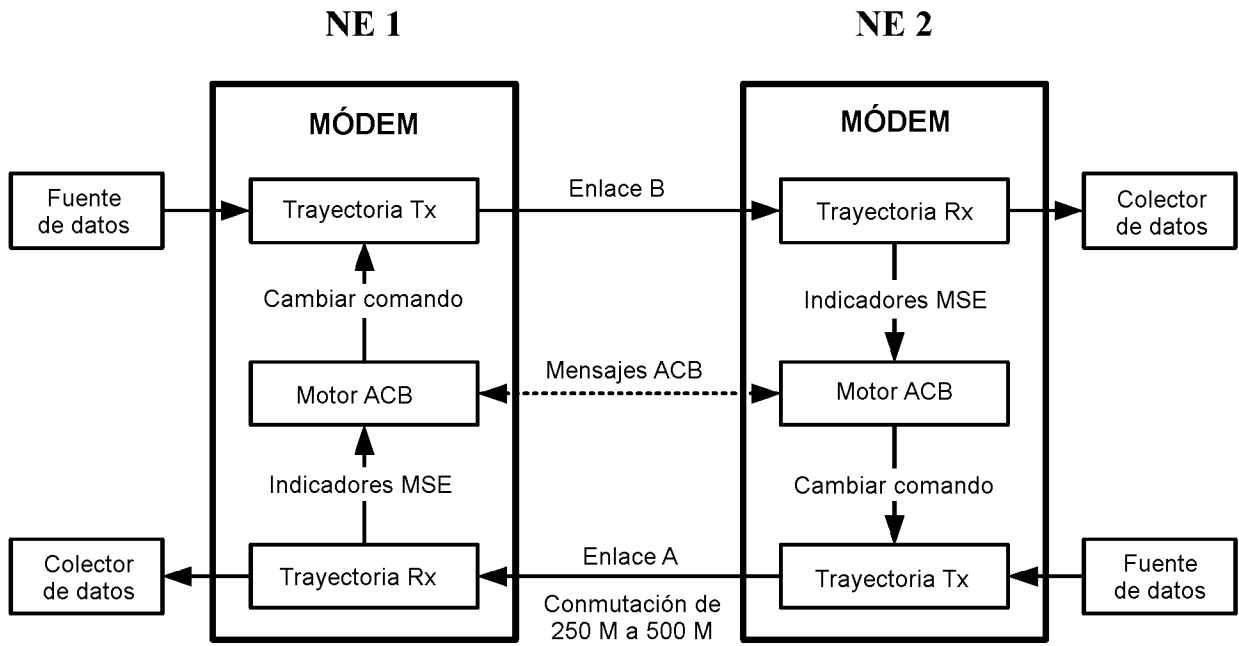 NE 1
NE 2
MÓDEM
MÓDEM
Fuente
de datos
Trayectoria Tx
Enlace B
Trayectoria Rx
Colector
de datos
Cambiar comando
Indicadores MSE
Motor ACB
Mensajes ACB
Motor ACB
Indicadores MSE
Cambiar comando
Colector
de datos
Trayectoria Rx
Enlace A
Trayectoria Tx
Fuente
de datos
Conmutación de
250 M a 500 M